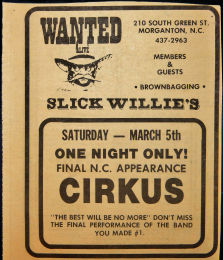 WANTED
ALIVE
210 SOUTH GREEN ST.
MORGANTON, N.C.
437-2963
MEMBERS
&
GUESTS
• BROWNBAGGING •
SLICK WILLIE'S
SATURDAY — MARCH 5th
ONE NIGHT ONLY!
FINAL N.C. APPEARANCE
CIRKUS
"THE BEST WILL BE NO MORE" DON'T MISS
THE FINAL PERFORMANCE OF THE BAND
YOU MADE #1.